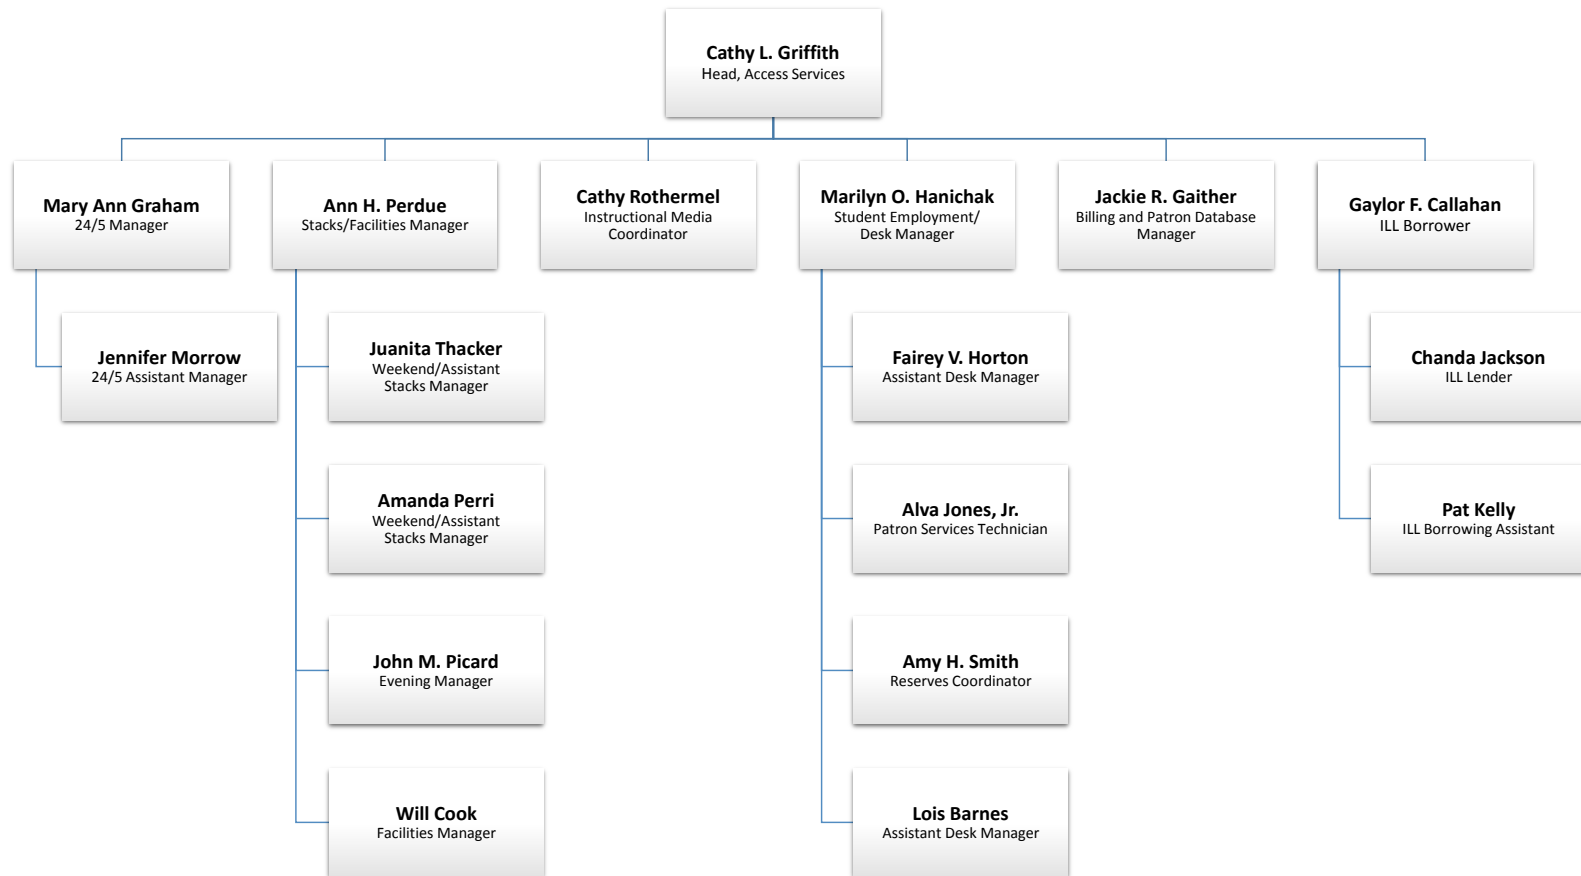 Cathy L. Griffith
Head, Access Services
Mary Ann Graham
24/5 Manager
Ann H. Perdue
Stacks/Facilities Manager
Cathy Rothermel
Instructional Media
Coordinator
Marilyn O. Hanichak
Student Employment/
Desk Manager
Jackie R. Gaither
Billing and Patron Database
Manager
Gaylor F. Callahan
ILL Borrower
Jennifer Morrow
24/5 Assistant Manager
Juanita Thacker
Weekend/Assistant
Stacks Manager
Fairey V. Horton
Assistant Desk Manager
Chanda Jackson
ILL Lender
Amanda Perri
Weekend/Assistant
Stacks Manager
Alva Jones, Jr.
Patron Services Technician
Pat Kelly
ILL Borrowing Assistant
John M. Picard
Evening Manager
Amy H. Smith
Reserves Coordinator
Will Cook
Facilities Manager
Lois Barnes
Assistant Desk Manager